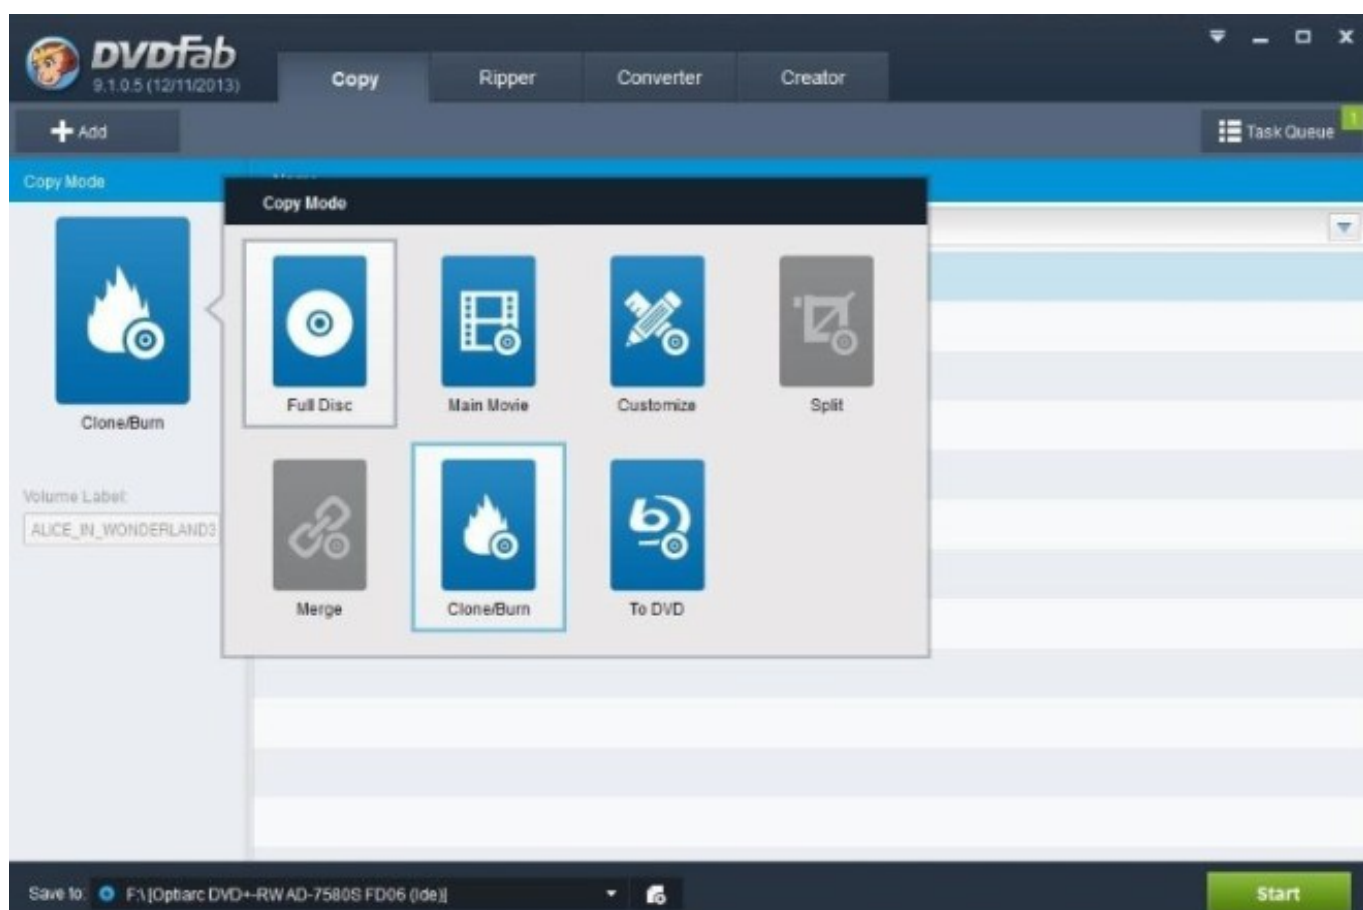 DVDFab
9.1.0.5 (12/11/2013)
Copy
Ripper
Converter
Creator
Add
Task Queue
1
Copy Mode
Copy Mode
Full Disc
Main Movie
Customize
Split
Clone/Burn
Volume Label:
ALICE_IN_WONDERLAND3
Merge
Clone/Burn
To DVD
Save to:
F:\ [Optiarc DVD+-RW AD-7580S FD06 (Ide)]
Start